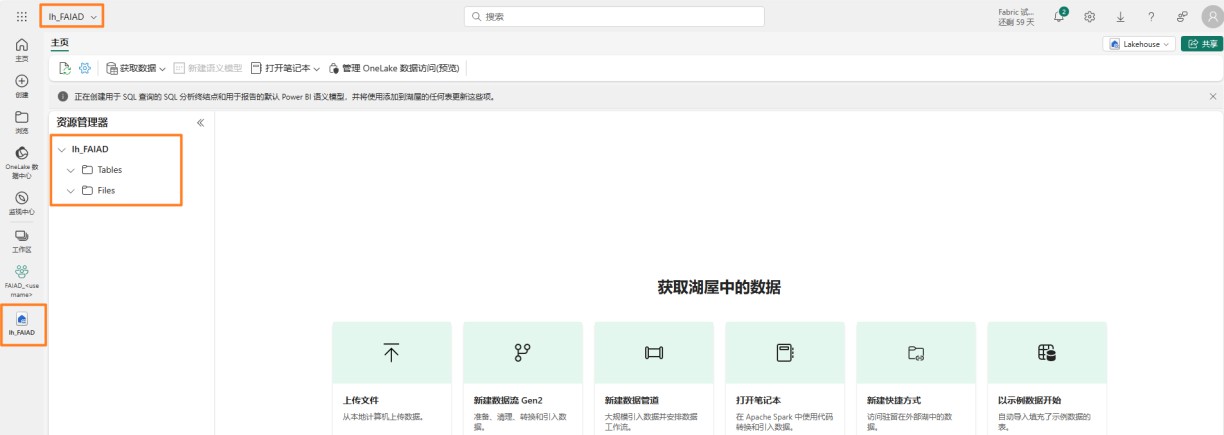 lh_FAIAD
搜索
Fabric 试...
还剩 59 天
2
主页
Lakehouse
共享
主页
创建
浏览
OneLake 数
据中心
监视中心
工作区
FAIAD_<use
rname>
lh_FAIAD
获取数据
新建语义模型
打开笔记本
管理 OneLake 数据访问(预览)
正在创建用于 SQL 查询的 SQL 分析终结点和用于报告的默认 Power BI 语义模型，并将使用添加到湖屋的任何表更新这些项。
资源管理器
lh_FAIAD
Tables
Files
获取湖屋中的数据
上传文件
从本地计算机上传数据。
新建数据流 Gen2
准备、清理、转换和引入数
据。
新建数据管道
大规模引入数据并安排数据
工作流。
打开笔记本
在 Apache Spark 中使用代码
转换和引入数据。
新建快捷方式
访问驻留在外部湖中的数
据。
以示例数据开始
自动导入填充了示例数据的
表。